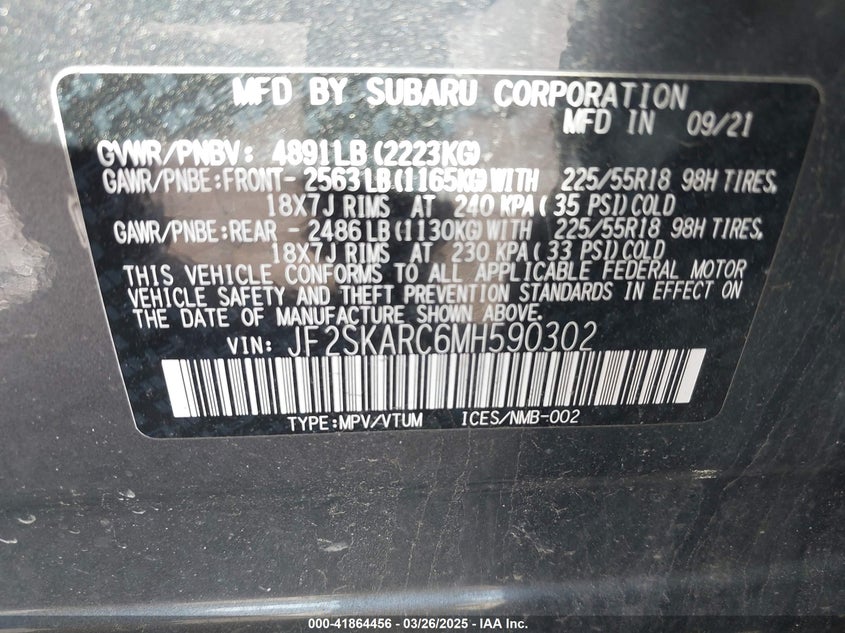 MFD BY SUBARU CORPORATION
MFD IN 09/21
GVWR/PNBV: 4891LB(2223KG)
GAWR/PNBE:FRONT- 2563LB(1165KG)WITH 225/55R18 98H TIRES,
18X7J RIMS AT 240 KPA( 35 PSI)COLD
GAWR/PNBE:REAR - 2486LB(1130KG)WITH 225/55R18 98H TIRES,
18X7J RIMS AT 230 KPA( 33 PSI)COLD
THIS VEHICLE CONFORMS TO ALL APPLICABLE FEDERAL MOTOR
VEHICLE SAFETY AND THEFT PREVENTION STANDARDS IN EFFECT ON
THE DATE OF MANUFACTURE SHOWN ABOVE.
VIN: JF2SKARC6MH590302
TYPE:MPV/VTUM ICES/NMB-002
000-41864456 - 03/26/2025 - IAA Inc.